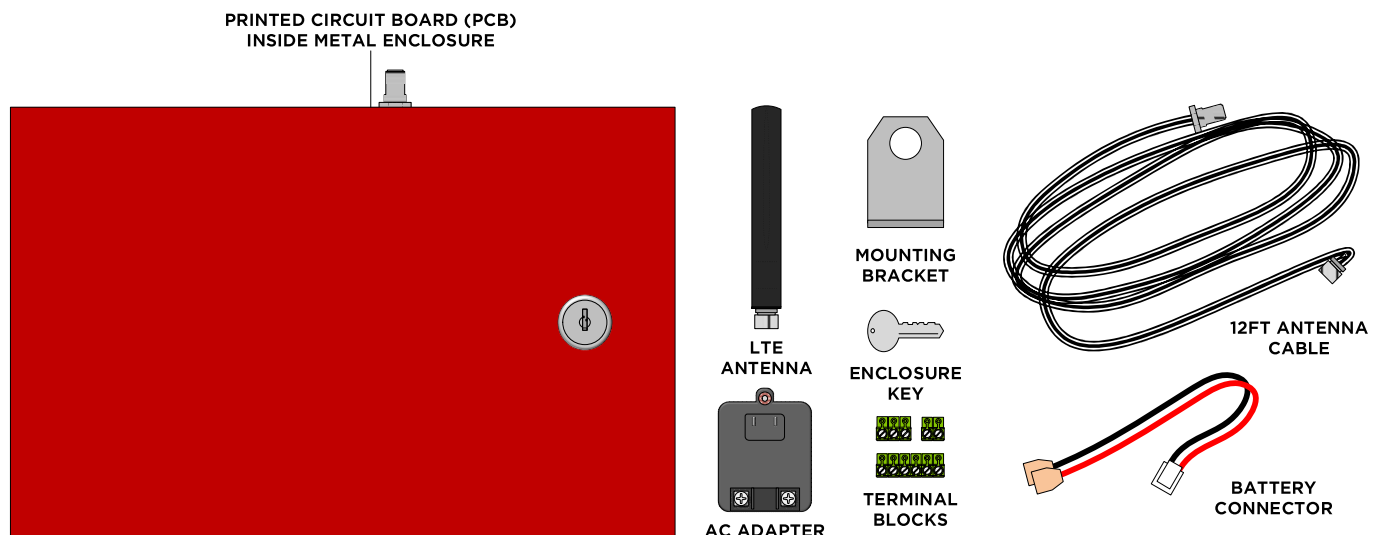 PRINTED CIRCUIT BOARD (PCB)
INSIDE METAL ENCLOSURE
LTE
ANTENNA
MOUNTING
BRACKET
ENCLOSURE
KEY
12FT ANTENNA
CABLE
TERMINAL
BLOCKS
BATTERY
CONNECTOR
AC ADAPTER